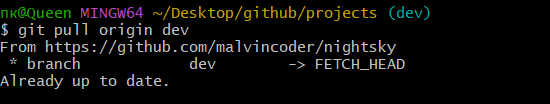 пк@Queen MINGW64 ~/Desktop/github/projects (dev)
$ git pull origin dev
From https://github.com/malvincoder/nightsky
 * branch            dev        -> FETCH_HEAD
Already up to date.